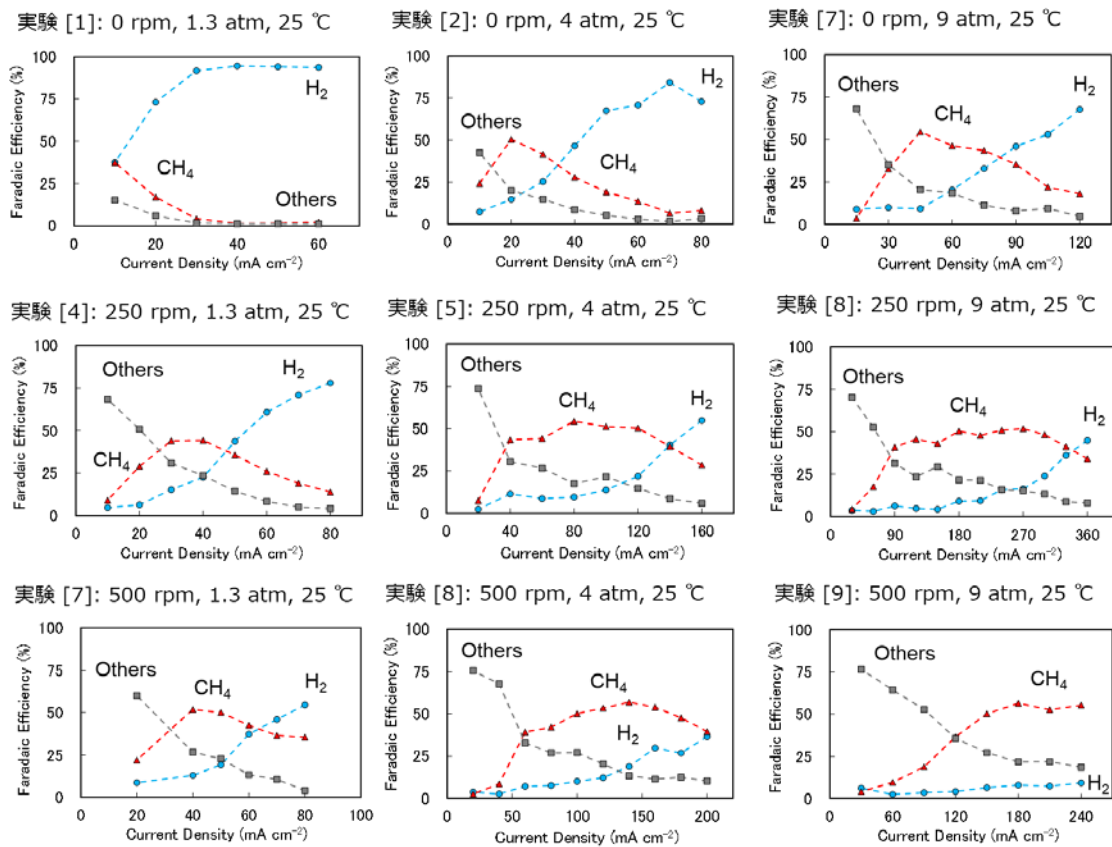 実験 [1]: 0 rpm, 1.3 atm, 25 ℃
100
75
50
25
0
Faradaic Efficiency (%)
H₂
CH₄
Others
0 20 40 60
Current Density (mA cm⁻²)
実験 [2]: 0 rpm, 4 atm, 25 ℃
100
75
50
25
0
Faradaic Efficiency (%)
Others
H₂
CH₄
0 20 40 60 80
Current Density (mA cm⁻²)
実験 [7]: 0 rpm, 9 atm, 25 ℃
100
75
50
25
0
Faradaic Efficiency (%)
Others
CH₄
H₂
0 30 60 90 120
Current Density (mA cm⁻²)
実験 [4]: 250 rpm, 1.3 atm, 25 ℃
100
75
50
25
0
Faradaic Efficiency (%)
Others
H₂
CH₄
0 20 40 60 80
Current Density (mA cm⁻²)
実験 [5]: 250 rpm, 4 atm, 25 ℃
100
75
50
25
0
Faradaic Efficiency (%)
Others
CH₄
H₂
0 40 80 120 160
Current Density (mA cm⁻²)
実験 [8]: 250 rpm, 9 atm, 25 ℃
100
75
50
25
0
Faradaic Efficiency (%)
Others
CH₄
H₂
0 90 180 270 360
Current Density (mA cm⁻²)
実験 [7]: 500 rpm, 1.3 atm, 25 ℃
100
75
50
25
0
Faradaic Efficiency (%)
Others
CH₄
H₂
0 20 40 60 80 100
Current Density (mA cm⁻²)
実験 [8]: 500 rpm, 4 atm, 25 ℃
100
75
50
25
0
Faradaic Efficiency (%)
Others
CH₄
H₂
0 50 100 150 200
Current Density (mA cm⁻²)
実験 [9]: 500 rpm, 9 atm, 25 ℃
100
75
50
25
0
Faradaic Efficiency (%)
Others
CH₄
H₂
0 60 120 180 240
Current Density (mA cm⁻²)